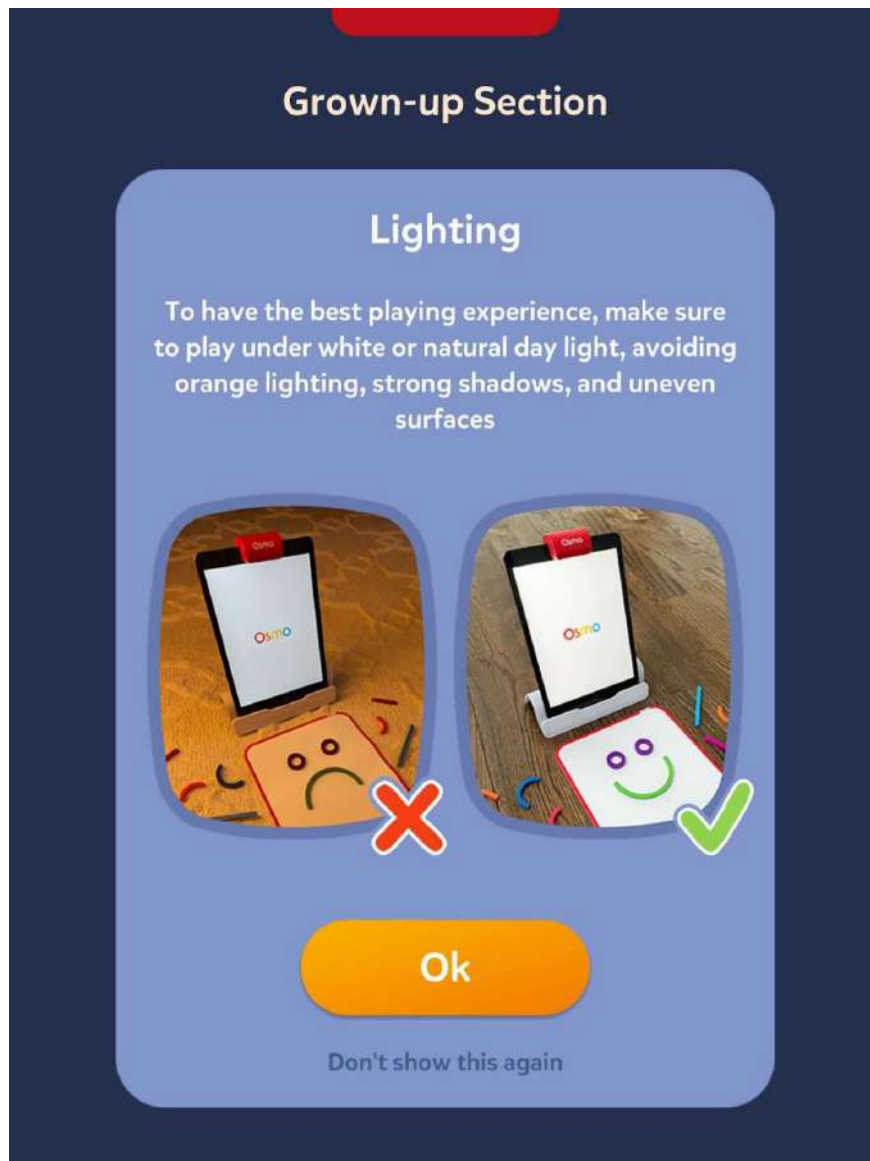 Grown-up Section
Lighting
To have the best playing experience, make sure
to play under white or natural day light, avoiding
orange lighting, strong shadows, and uneven
surfaces
Osmo
Osmo
Osmo
Osmo
Ok
Don't show this again